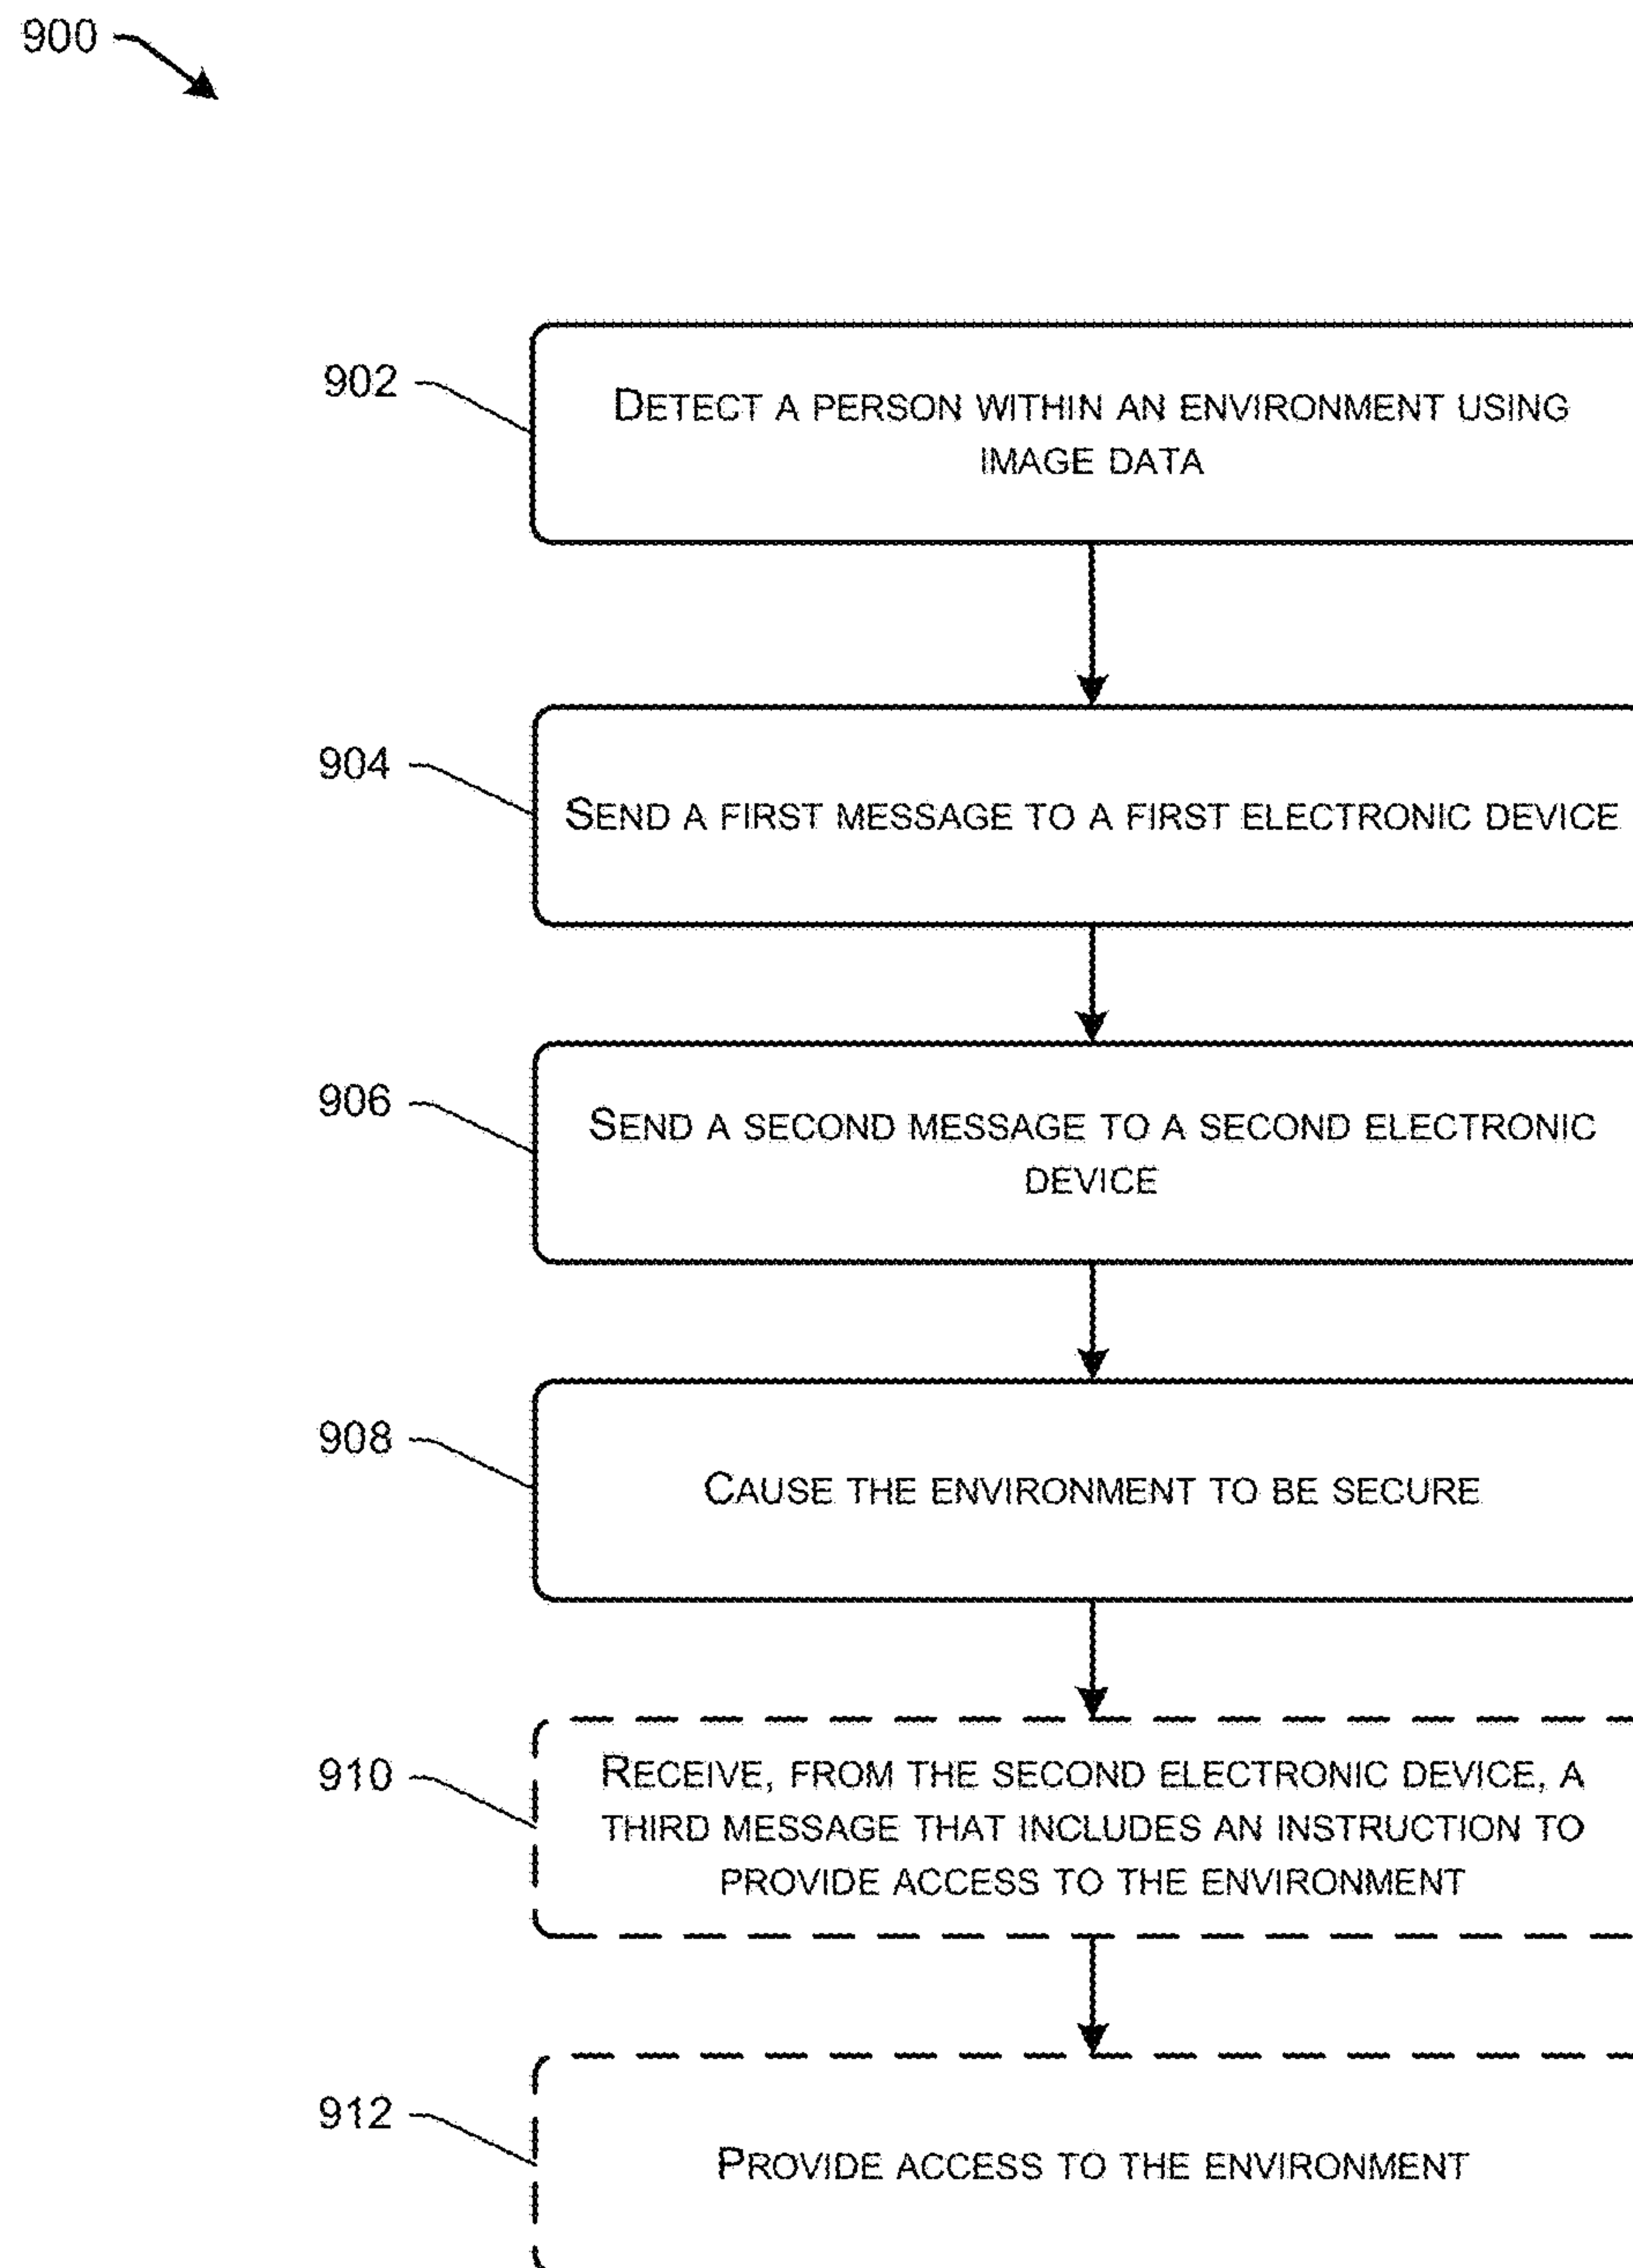 900
902
DETECT A PERSON WITHIN AN ENVIRONMENT USING
IMAGE DATA
904
SEND A FIRST MESSAGE TO A FIRST ELECTRONIC DEVICE
906
SEND A SECOND MESSAGE TO A SECOND ELECTRONIC
DEVICE
908
CAUSE THE ENVIRONMENT TO BE SECURE
910
RECEIVE, FROM THE SECOND ELECTRONIC DEVICE, A
THIRD MESSAGE THAT INCLUDES AN INSTRUCTION TO
PROVIDE ACCESS TO THE ENVIRONMENT
912
PROVIDE ACCESS TO THE ENVIRONMENT